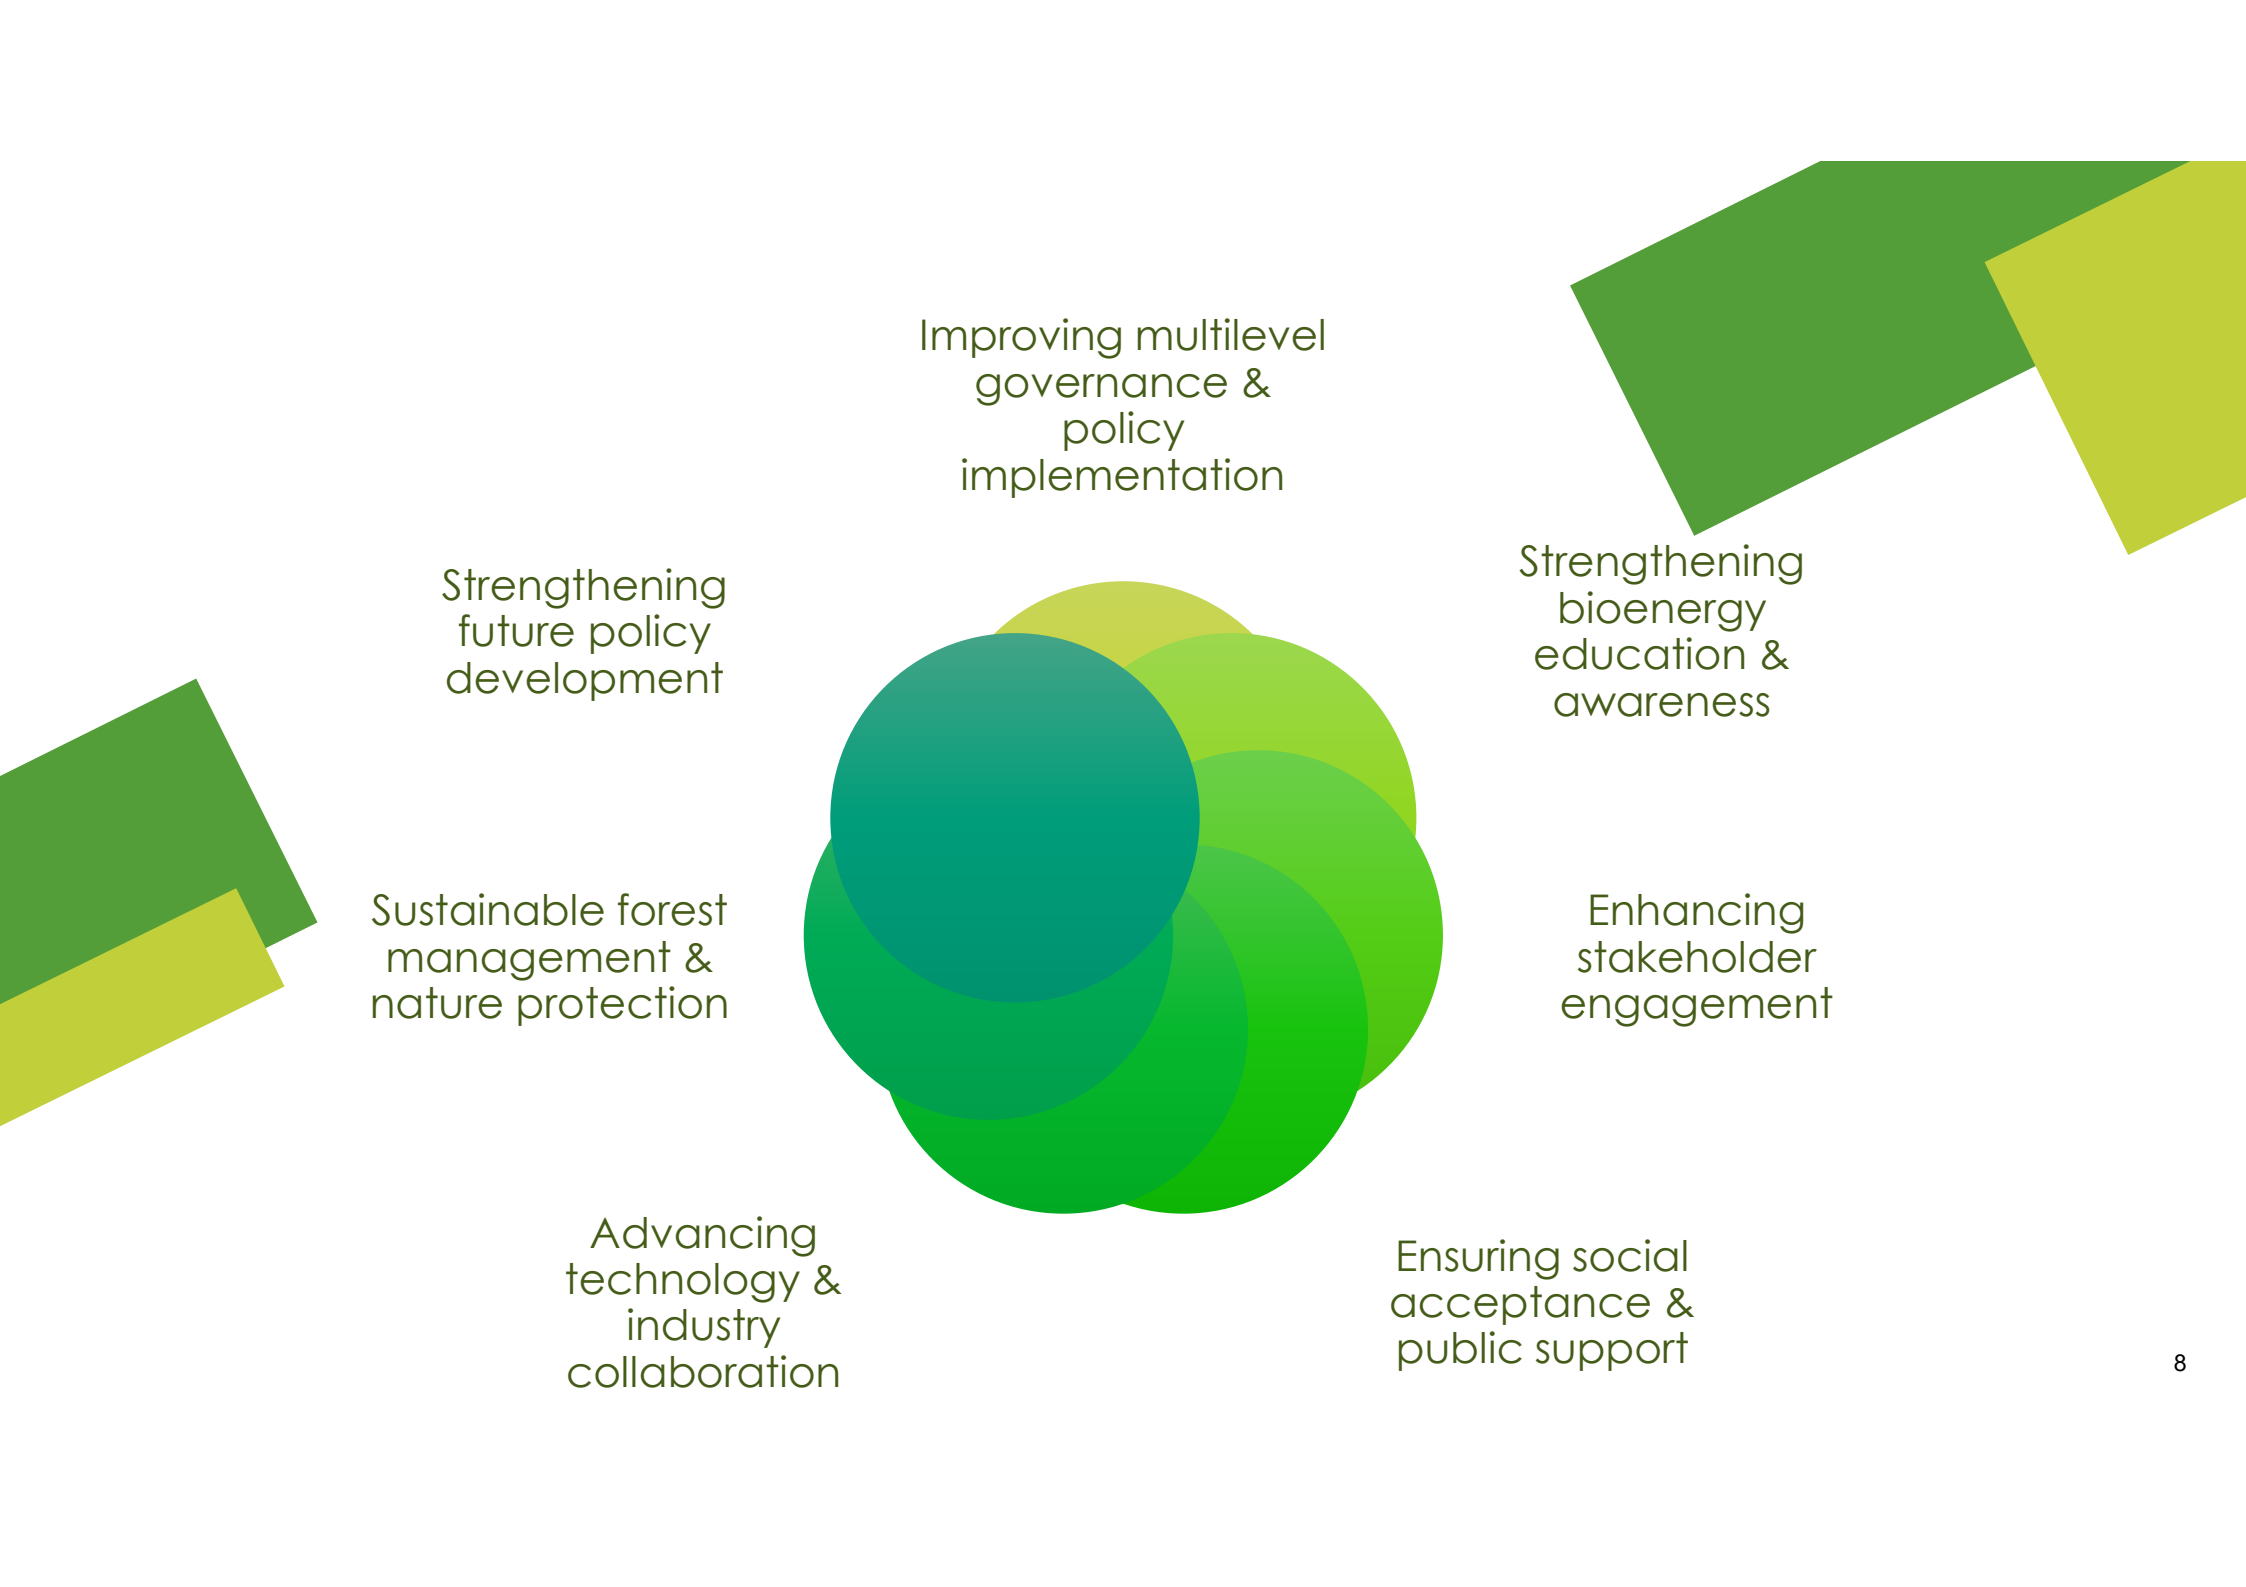 Improving multilevel
governance &
policy
implementation
Strengthening
bioenergy
education &
awareness
Enhancing
stakeholder
engagement
Ensuring social
acceptance &
public support
Advancing
technology &
industry
collaboration
Sustainable forest
management &
nature protection
Strengthening
future policy
development
8